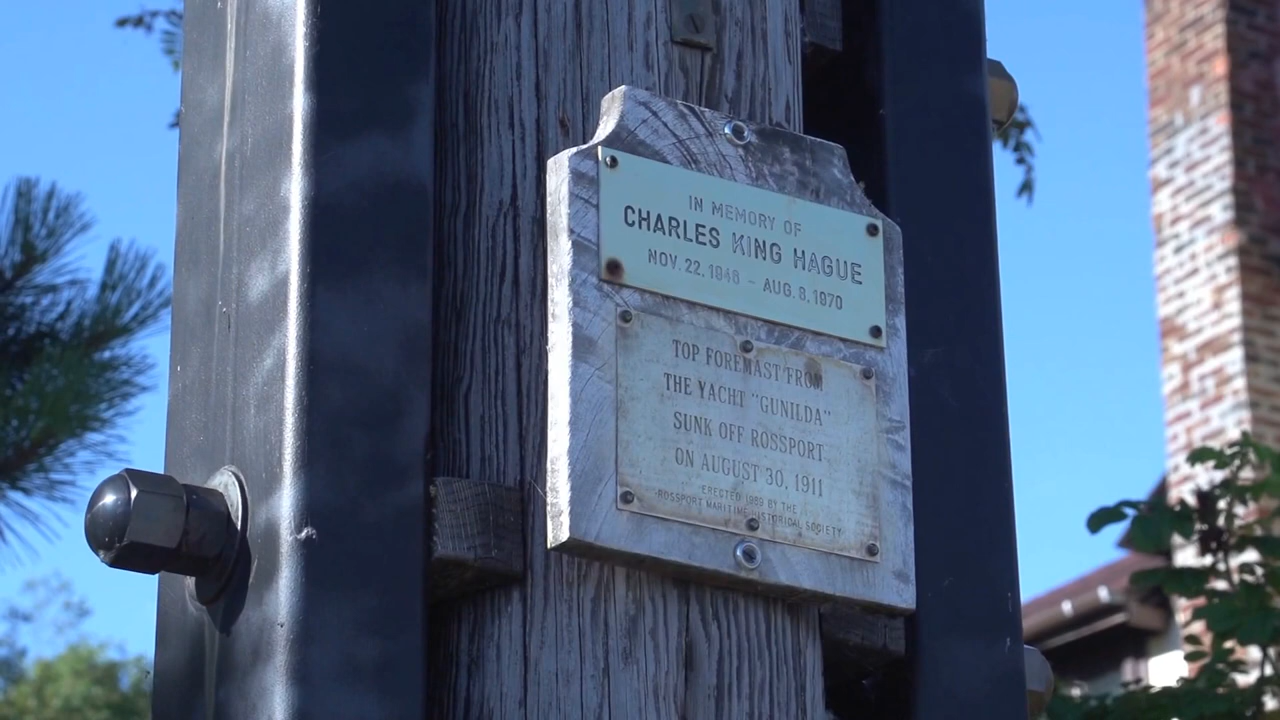 IN MEMORY OF
CHARLES KING HAGUE
NOV. 22, 1948 – AUG. 8, 1970
TOP FOREMAST FROM
THE YACHT "GUNILDA"
SUNK OFF ROSSPORT
ON AUGUST 30, 1911
ERECTED 1989 BY THE
ROSSPORT MARITIME HISTORICAL SOCIETY